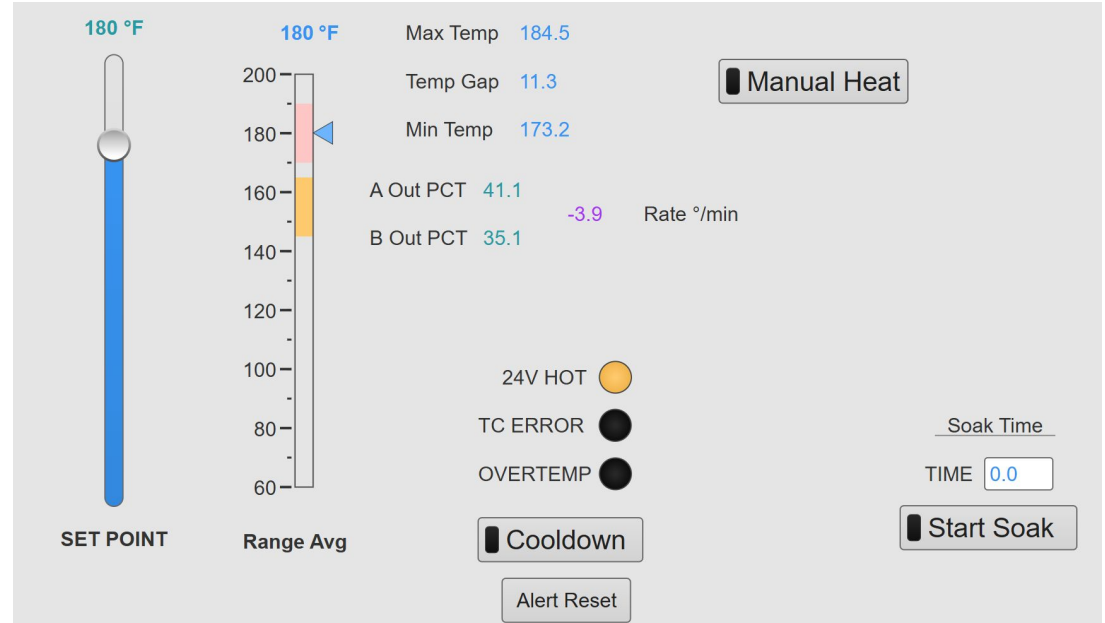 180 °F
180 °F
Max Temp 184.5
Temp Gap 11.3
Min Temp 173.2
Manual Heat
200
180
160
140
120
100
80
60
A Out PCT 41.1
B Out PCT 35.1
-3.9 Rate °/min
24V HOT
TC ERROR
OVERTEMP
Soak Time
TIME 0.0
Start Soak
SET POINT
Range Avg
Cooldown
Alert Reset